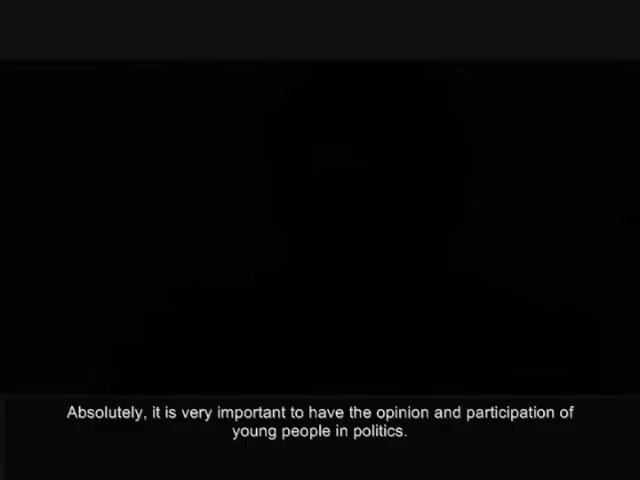 Absolutely, it is very important to have the opinion and participation of
young people in politics.